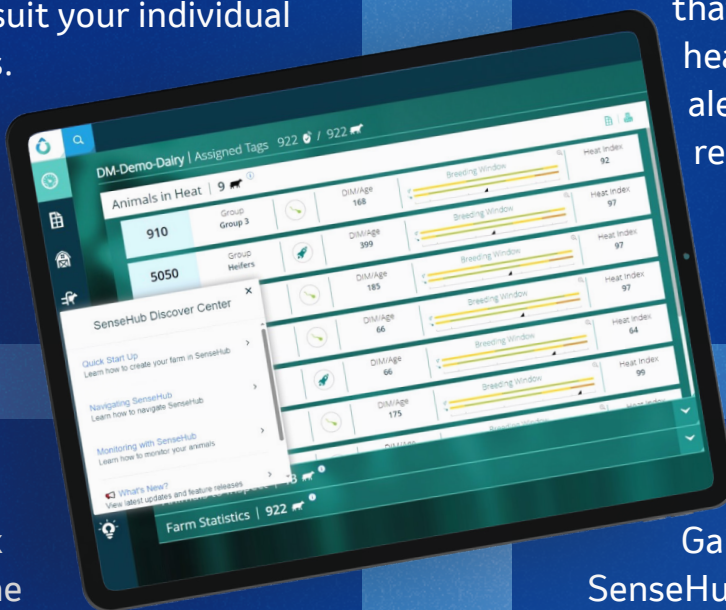 suit your individual
s.
tha
hea
ale
re
DM-Demo-Dairy | Assigned Tags 922 / 922
Animals in Heat | 9
910
Group
Group 3
DIM/Age
168
Breeding Window
Heat Index
92
5050
Group
Heifers
DIM/Age
399
Breeding Window
Heat Index
97
DIM/Age
185
Breeding Window
Heat Index
97
DIM/Age
66
Breeding Window
Heat Index
97
DIM/Age
66
Breeding Window
Heat Index
64
DIM/Age
175
Breeding Window
Heat Index
99
SenseHub Discover Center
Quick Start Up
Learn how to create your farm in SenseHub
Navigating SenseHub
Learn how to navigate SenseHub
Monitoring with SenseHub
Learn how to monitor your animals
What's New?
View latest updates and feature releases
Farm Statistics | 922
ne
Ga
SenseHu